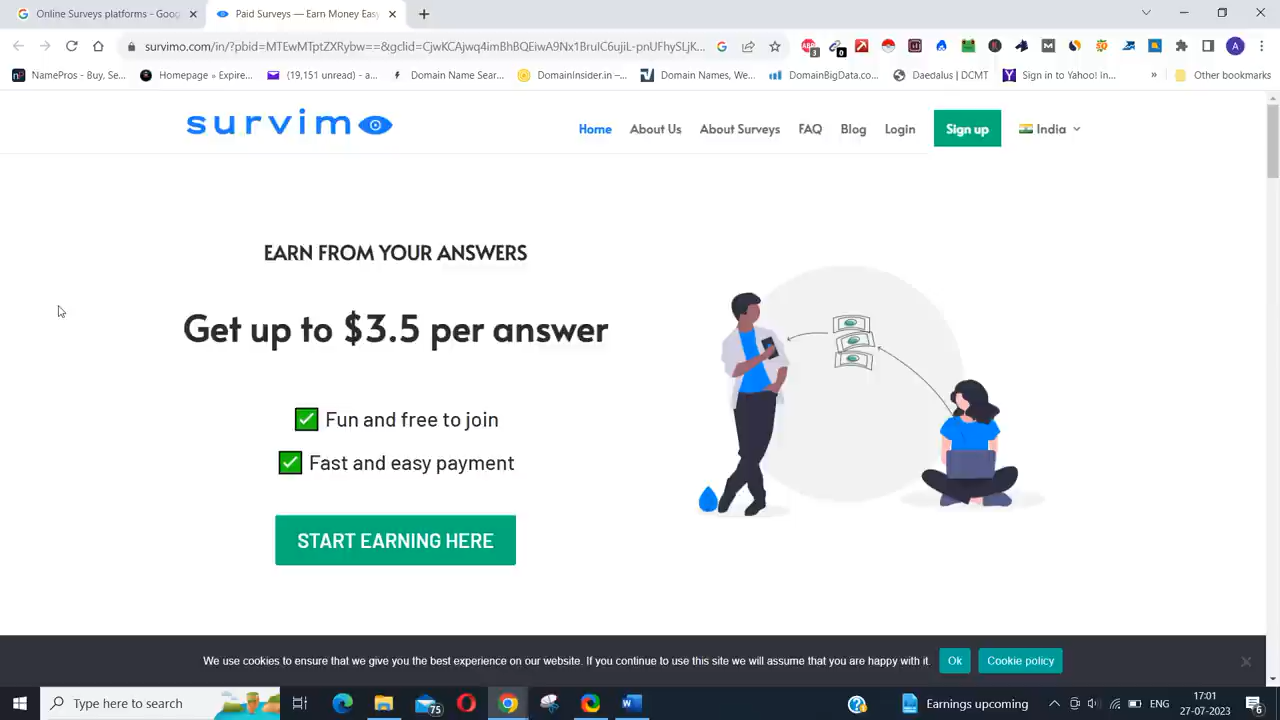 Online Surveys platforms - Goog
Paid Surveys — Earn Money Easy
survimo.com/in/?pbid=MTEwMTptZXRybw==&gclid=CjwKCAjwq4imBhBQEiwA9Nx1BruIC6ujiL-pnUFhySLjK...
NamePros - Buy, Se...
Homepage » Expire...
(19,151 unread) - a...
Domain Name Sear...
DomainInsider.in –...
Domain Names, We...
DomainBigData.co...
Daedalus | DCMT
Sign in to Yahoo! In...
»
Other bookmarks
survimo
Home
About Us
About Surveys
FAQ
Blog
Login
Sign up
India
EARN FROM YOUR ANSWERS
Get up to $3.5 per answer
Fun and free to join
Fast and easy payment
START EARNING HERE
We use cookies to ensure that we give you the best experience on our website. If you continue to use this site we will assume that you are happy with it.
Ok
Cookie policy
Type here to search
75
Earnings upcoming
ENG
17:01
27-07-2023
6